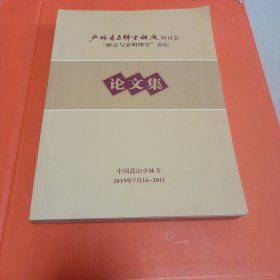 少林寺与禅宗祖庭研讨会
“禅宗与宋明理学”论坛
论文集
中国嵩山少林寺
2019年7月16-20日